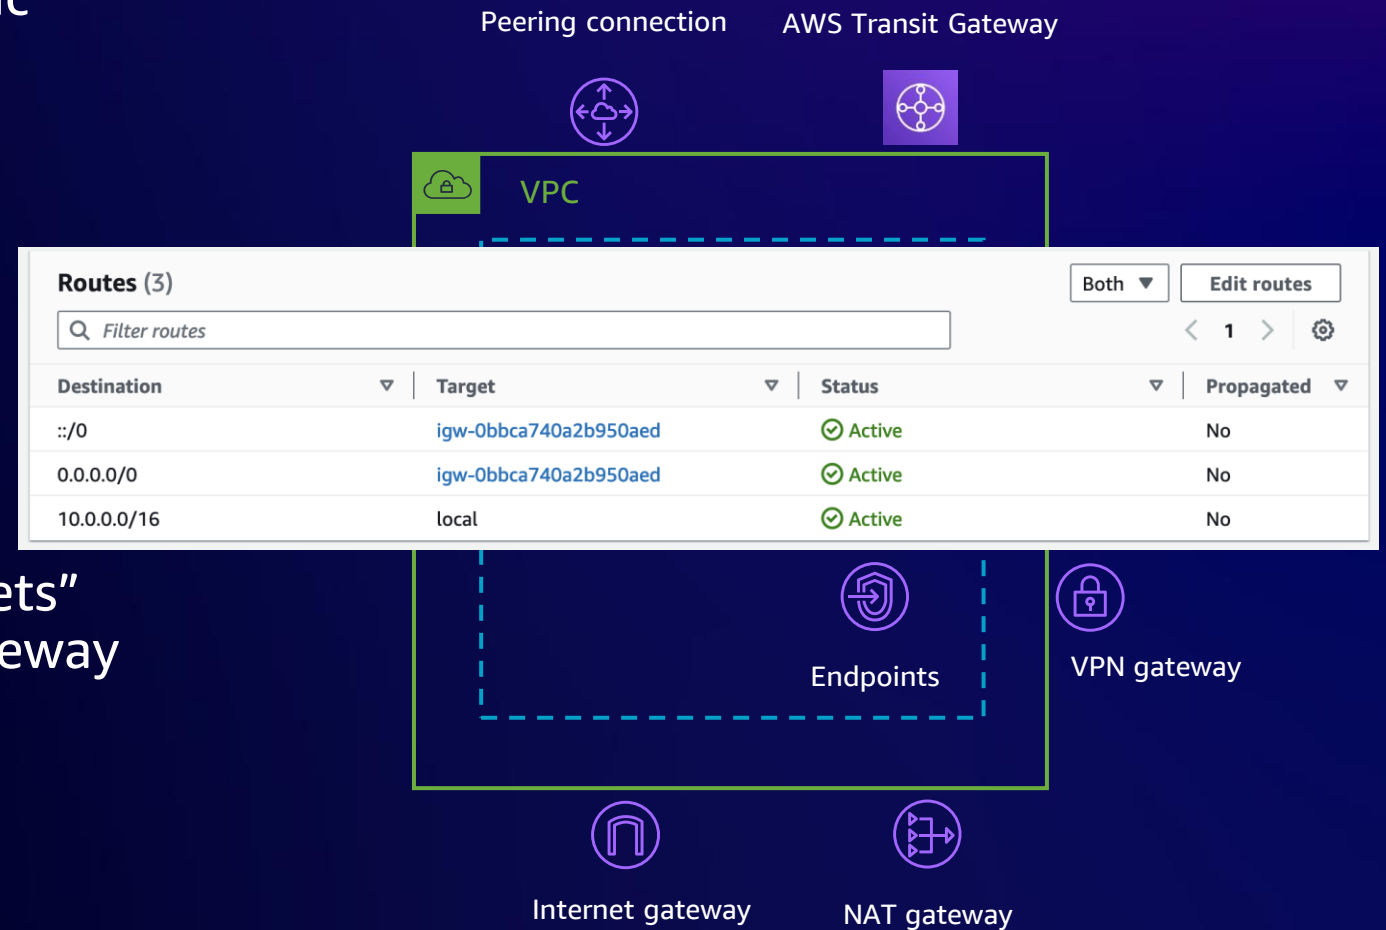 Peering connection
AWS Transit Gateway
VPC
Routes (3)
Both
Edit routes
Filter routes
1
Destination Target Status Propagated
::/0 igw-0bbca740a2b950aed Active No
0.0.0.0/0 igw-0bbca740a2b950aed Active No
10.0.0.0/16 local Active No
ets”
eway
Endpoints
VPN gateway
Internet gateway
NAT gateway